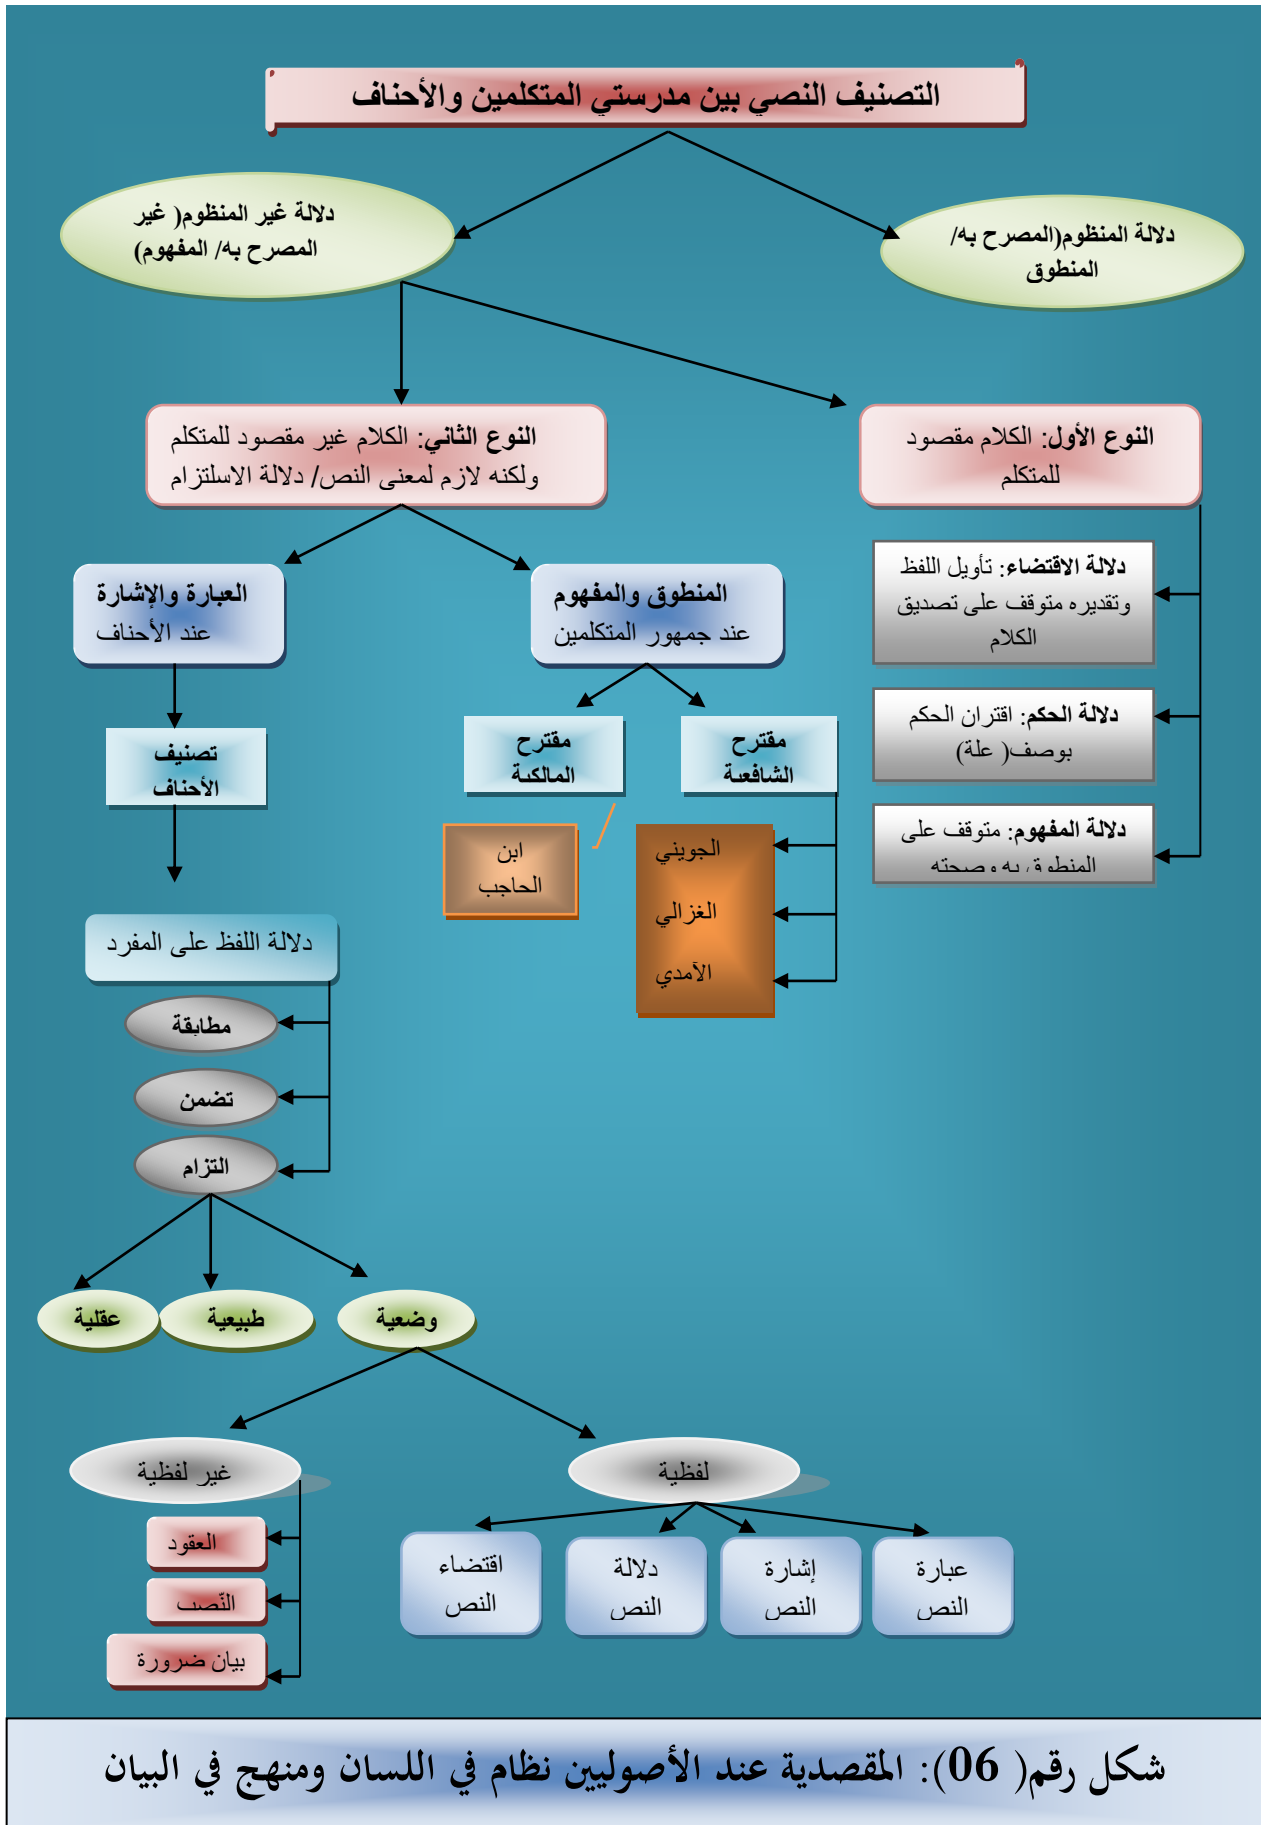 التصنيف النصي بين مدرستي المتكلمين والأحناف
دلالة المنظوم(المصرح به/
المنطوق
دلالة غير المنظوم( غير
المصرح به/ المفهوم)
النوع الأول: الكلام مقصود
للمتكلم
النوع الثاني: الكلام غير مقصود للمتكلم
ولكنه لازم لمعنى النص/ دلالة الاسلتزام
دلالة الاقتضاء: تأويل اللفظ
وتقديره متوقف على تصديق
الكلام
دلالة الحكم: اقتران الحكم
بوصف( علة)
دلالة المفهوم: متوقف على
المنطوق به وصحته
المنطوق والمفهوم
عند جمهور المتكلمين
العبارة والإشارة
عند الأحناف
مقترح
الشافعية
مقترح
المالكية
تصنيف
الأحناف
الجويني
الغزالي
الآمدي
ابن
الحاجب
دلالة اللفظ على المفرد
مطابقة
تضمن
التزام
وضعية
طبيعية
عقلية
لفظية
غير لفظية
عبارة
النص
إشارة
النص
دلالة
النص
اقتضاء
النص
العقود
النّصب
بيان ضرورة
شكل رقم( 06): المقصدية عند الأصوليين نظام في اللسان ومنهج في البيان